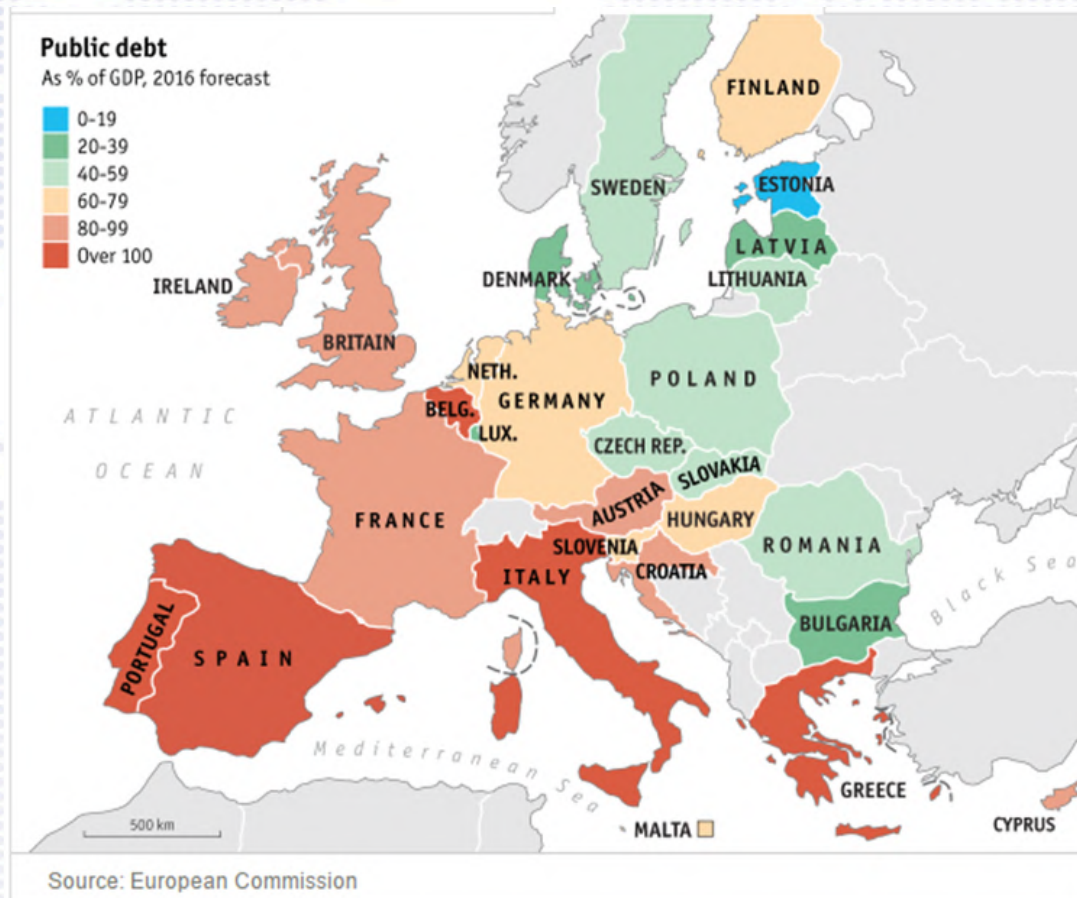 Public debt
As % of GDP, 2016 forecast
0-19
20-39
40-59
60-79
80-99
Over 100
FINLAND
SWEDEN
ESTONIA
LATVIA
LITHUANIA
DENMARK
IRELAND
BRITAIN
NETH.
GERMANY
POLAND
BELG.
LUX.
ATLANTIC
OCEAN
CZECH REP.
SLOVAKIA
AUSTRIA
HUNGARY
FRANCE
SLOVENIA
ROMANIA
ITALY
CROATIA
Black Sea
BULGARIA
PORTUGAL
SPAIN
Mediterranean Sea
GREECE
500 km
MALTA
CYPRUS
Source: European Commission